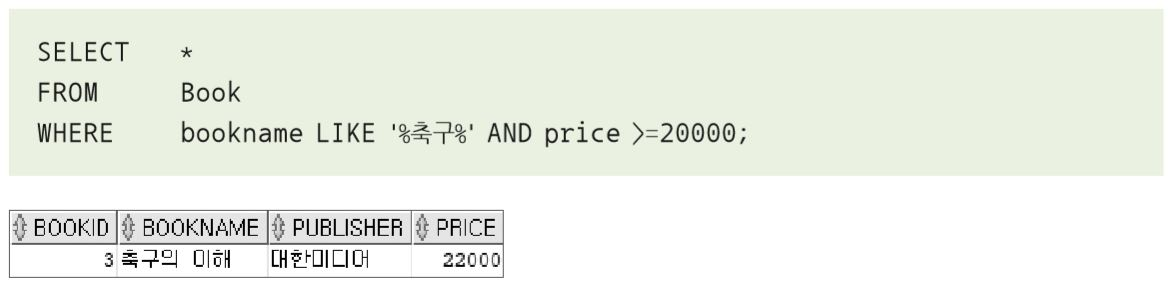 SELECT *
FROM Book
WHERE bookname LIKE '%축구%' AND price >=20000;
BOOKID BOOKNAME PUBLISHER PRICE
3 축구의 이해 대한미디어 22000